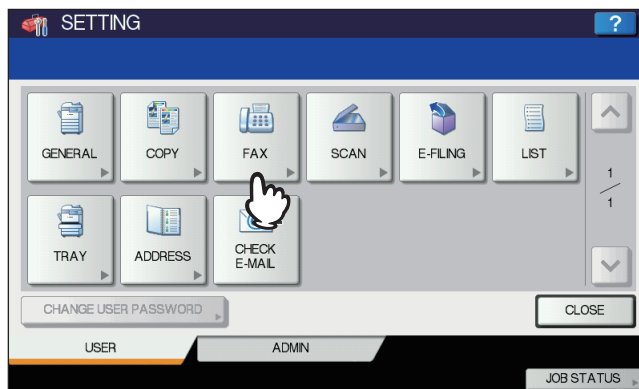 SETTING
?
GENERAL
COPY
FAX
SCAN
E-FILING
LIST
1
1
TRAY
ADDRESS
CHECK
E-MAIL
CHANGE USER PASSWORD
CLOSE
USER
ADMIN
JOB STATUS